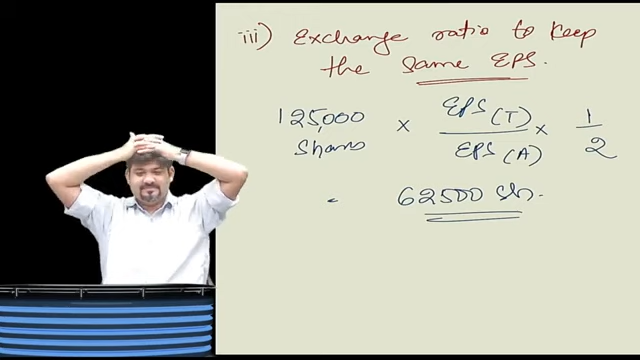 iii) Exchange ratio to keep
the same EPS.
125,000 × EPS(T) × 1
Shares EPS(A) 2
62500 sh.